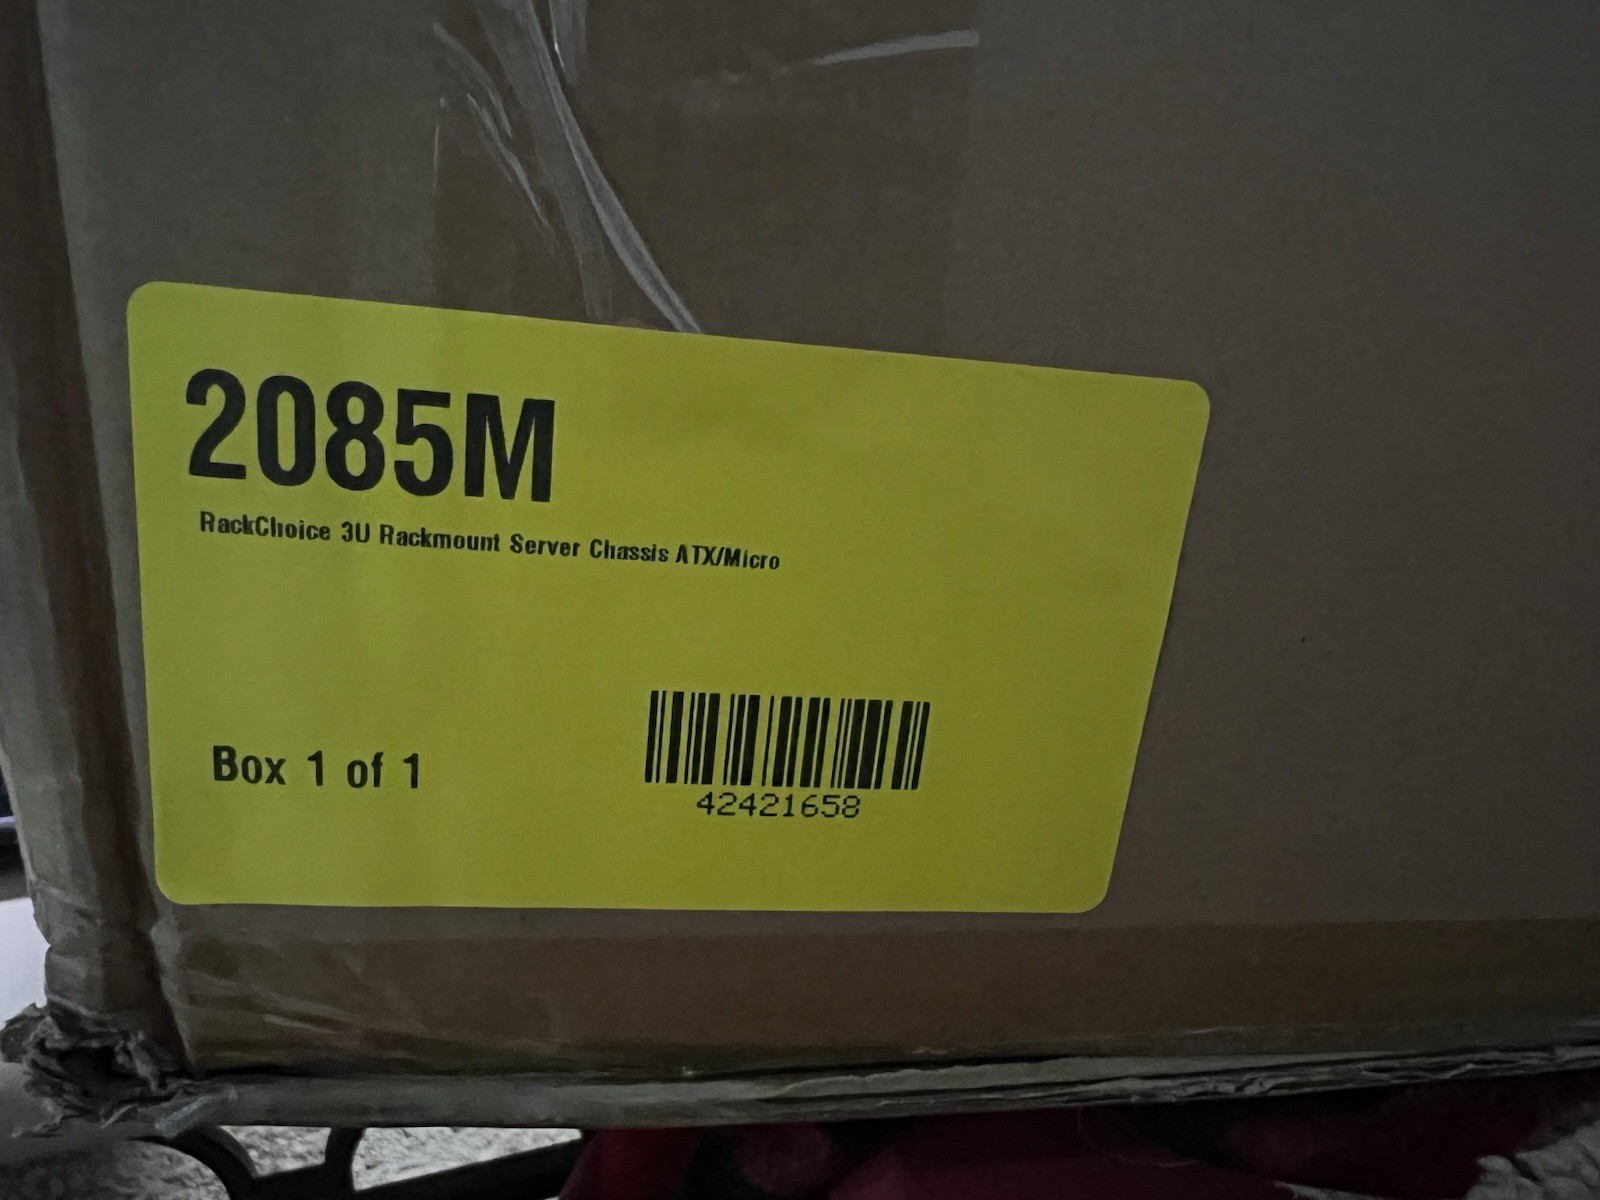 2085M
RackChoice 3U Rackmount Server Chassis ATX/Micro
Box 1 of 1
42421658